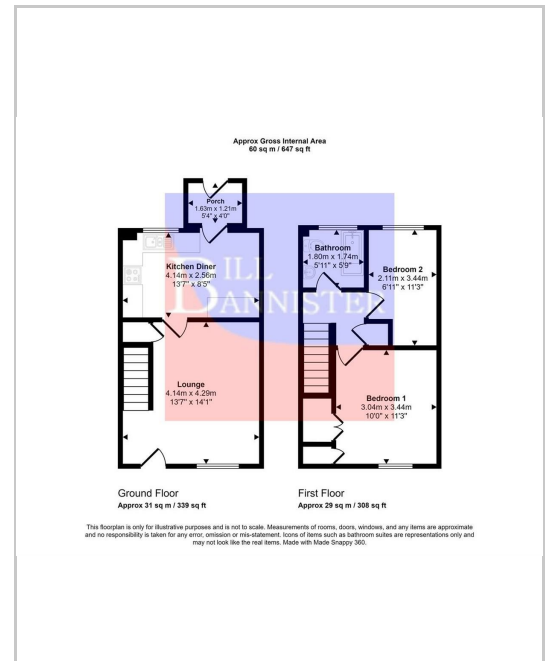 Approx Gross Internal Area
60 sq m / 647 sq ft
Porch
1.63m x 1.21m
5'4" x 4'0"
Kitchen Diner
4.14m x 2.56m
13'7" x 8'5"
Bathroom
1.80m x 1.74m
5'11" x 5'9"
Bedroom 2
2.11m x 3.44m
6'11" x 11'3"
BILL
BANNISTER
Lounge
4.14m x 4.29m
13'7" x 14'1"
Bedroom 1
3.04m x 3.44m
10'0" x 11'3"
Ground Floor
Approx 31 sq m / 339 sq ft
First Floor
Approx 29 sq m / 308 sq ft
This floorplan is only for illustrative purposes and is not to scale. Measurements of rooms, doors, windows, and any items are approximate
and no responsibility is taken for any error, omission or mis-statement. Icons of items such as bathroom suites are representations only and
may not look like the real items. Made with Made Snappy 360.